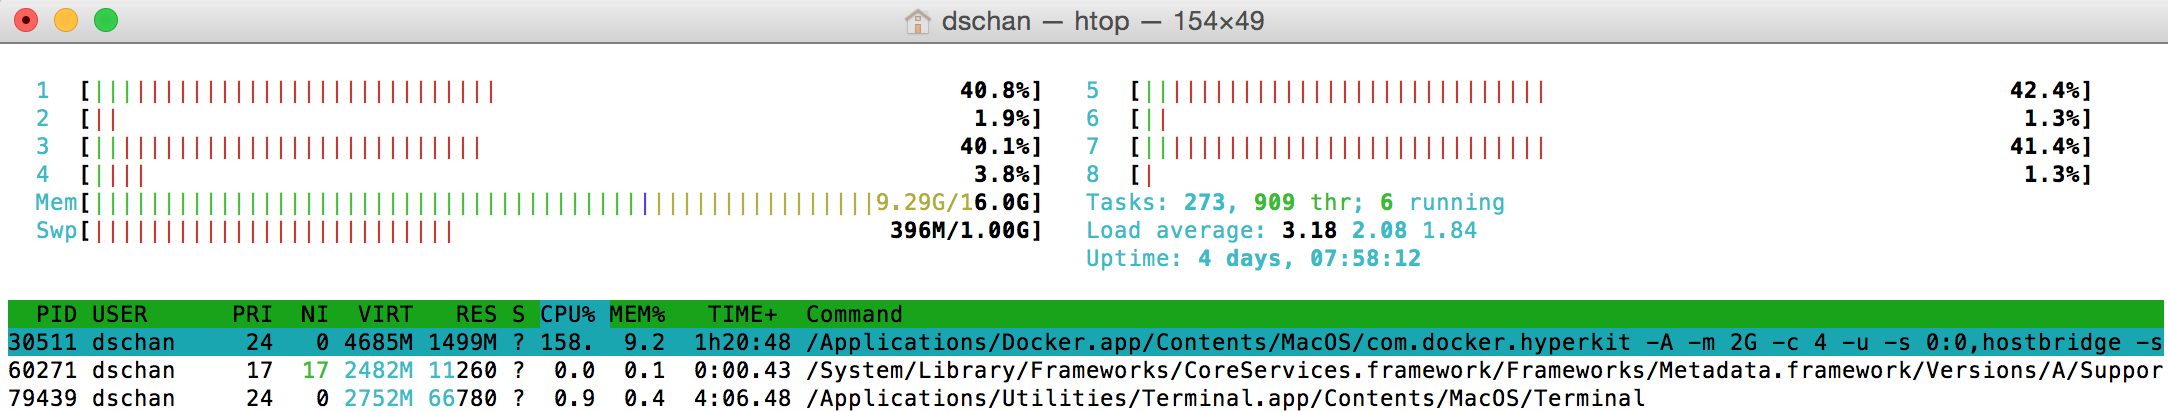 dschan — htop — 154×49
1 [||||||||||||||||||||||||||||| 40.8%] 5 [||||||||||||||||||||||||||||| 42.4%]
2 [|| 1.9%] 6 [|| 1.3%]
3 [|||||||||||||||||||||||||||| 40.1%] 7 [||||||||||||||||||||||||||||| 41.4%]
4 [|||| 3.8%] 8 [| 1.3%]
Mem[||||||||||||||||||||||||||||||||||||||||||||||||||||||||9.29G/16.0G] Tasks: 273, 909 thr; 6 running
Swp[|||||||||||||||||||||||||| 396M/1.00G] Load average: 3.18 2.08 1.84
Uptime: 4 days, 07:58:12
PID USER PRI NI VIRT RES S CPU% MEM% TIME+ Command
30511 dschan 24 0 4685M 1499M ? 158. 9.2 1h20:48 /Applications/Docker.app/Contents/MacOS/com.docker.hyperkit -A -m 2G -c 4 -u -s 0:0,hostbridge -s
60271 dschan 17 17 2482M 11260 ? 0.0 0.1 0:00.43 /System/Library/Frameworks/CoreServices.framework/Frameworks/Metadata.framework/Versions/A/Suppor
79439 dschan 24 0 2752M 66780 ? 0.9 0.4 4:06.48 /Applications/Utilities/Terminal.app/Contents/MacOS/Terminal